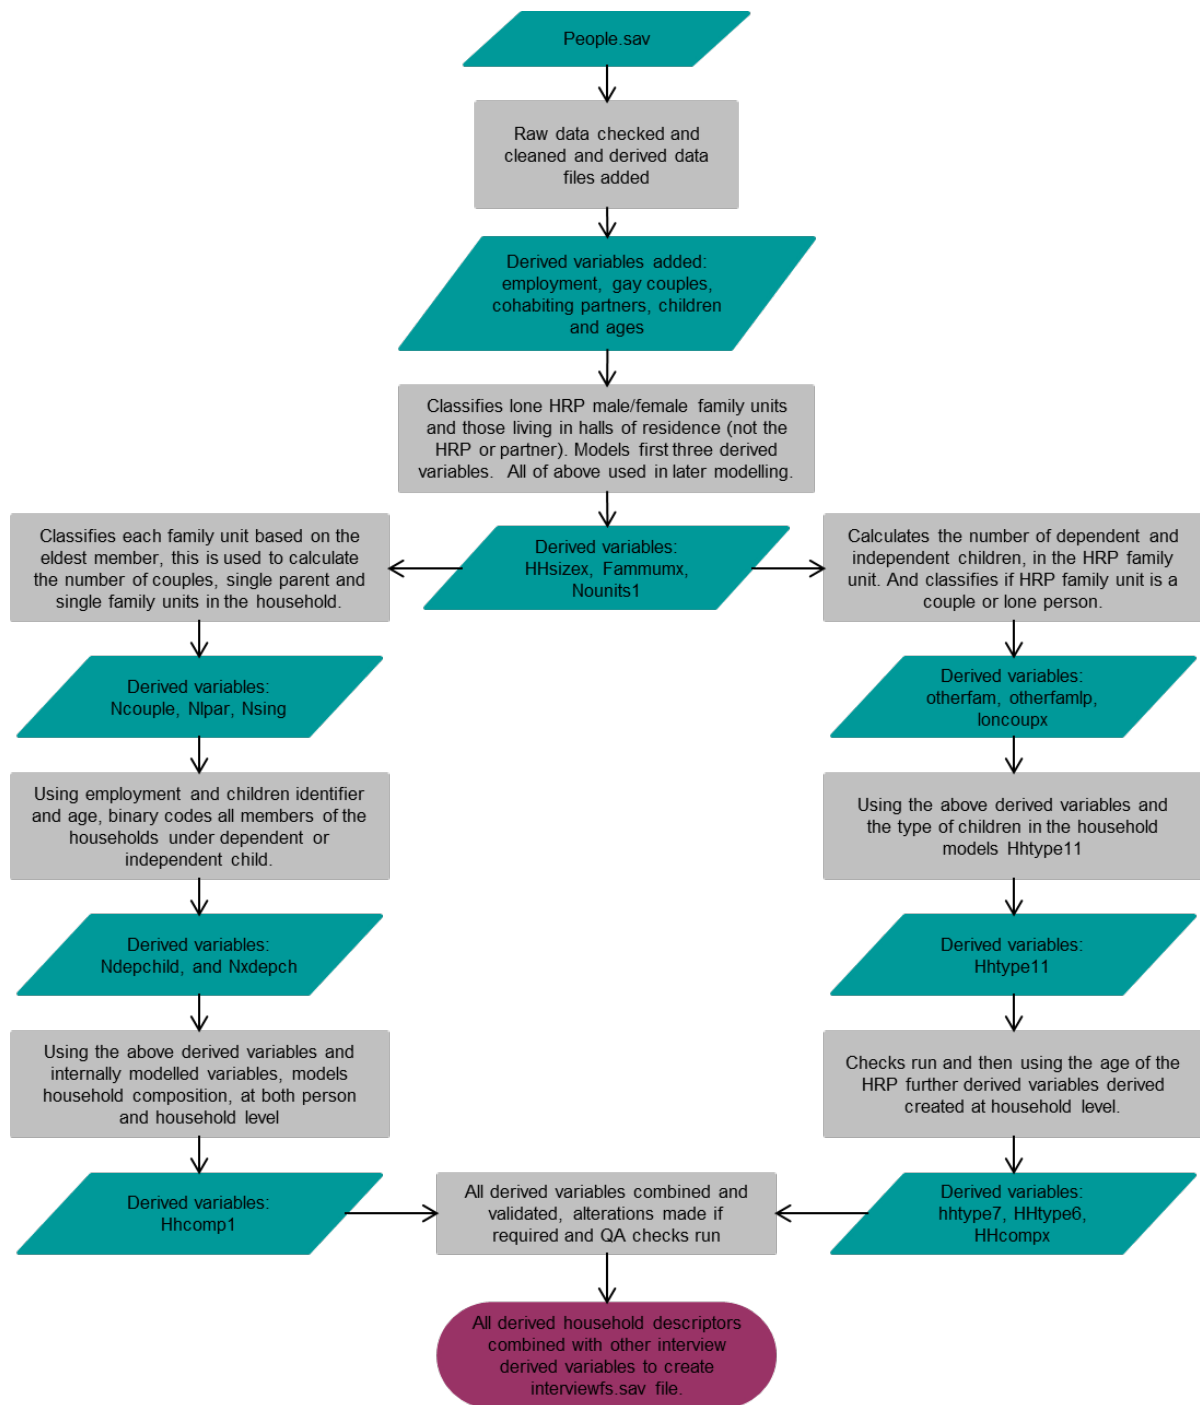 People.sav
Raw data checked and
cleaned and derived data
files added
Derived variables added:
employment, gay couples,
cohabiting partners, children
and ages
Classifies lone HRP male/female family units
and those living in halls of residence (not the
HRP or partner). Models first three derived
variables. All of above used in later modelling.
Derived variables:
HHsizex, Fammumx,
Nounits1
Classifies each family unit based on the
eldest member, this is used to calculate
the number of couples, single parent and
single family units in the household.
Derived variables:
Ncouple, Nlpar, Nsing
Using employment and children identifier
and age, binary codes all members of the
households under dependent or
independent child.
Derived variables:
Ndepchild, and Nxdepch
Using the above derived variables and
internally modelled variables, models
household composition, at both person
and household level
Derived variables:
Hhcomp1
Calculates the number of dependent and
independent children, in the HRP family
unit. And classifies if HRP family unit is a
couple or lone person.
Derived variables:
otherfam, otherfamlp,
loncoupx
Using the above derived variables and
the type of children in the household
models Hhtype11
Derived variables:
Hhtype11
Checks run and then using the age of the
HRP further derived variables derived
created at household level.
Derived variables:
hhtype7, HHtype6,
HHcompx
All derived variables combined and
validated, alterations made if
required and QA checks run
All derived household descriptors
combined with other interview
derived variables to create
interviewfs.sav file.